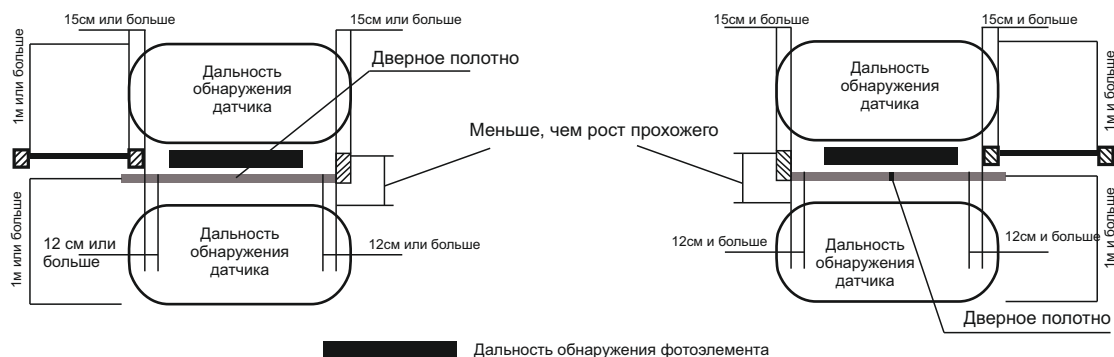 15см или больше
15см или больше
1м или больше
Дальность
обнаружения
датчика
Дверное полотно
Меньше, чем рост прохожего
1м или больше
12 см или
больше
Дальность
обнаружения
датчика
12см или больше
15см и больше
15см и больше
Дальность
обнаружения
датчика
1м и больше
12см и больше
Дальность
обнаружения
датчика
12см и больше
1м и больше
Дверное полотно
Дальность обнаружения фотоэлемента